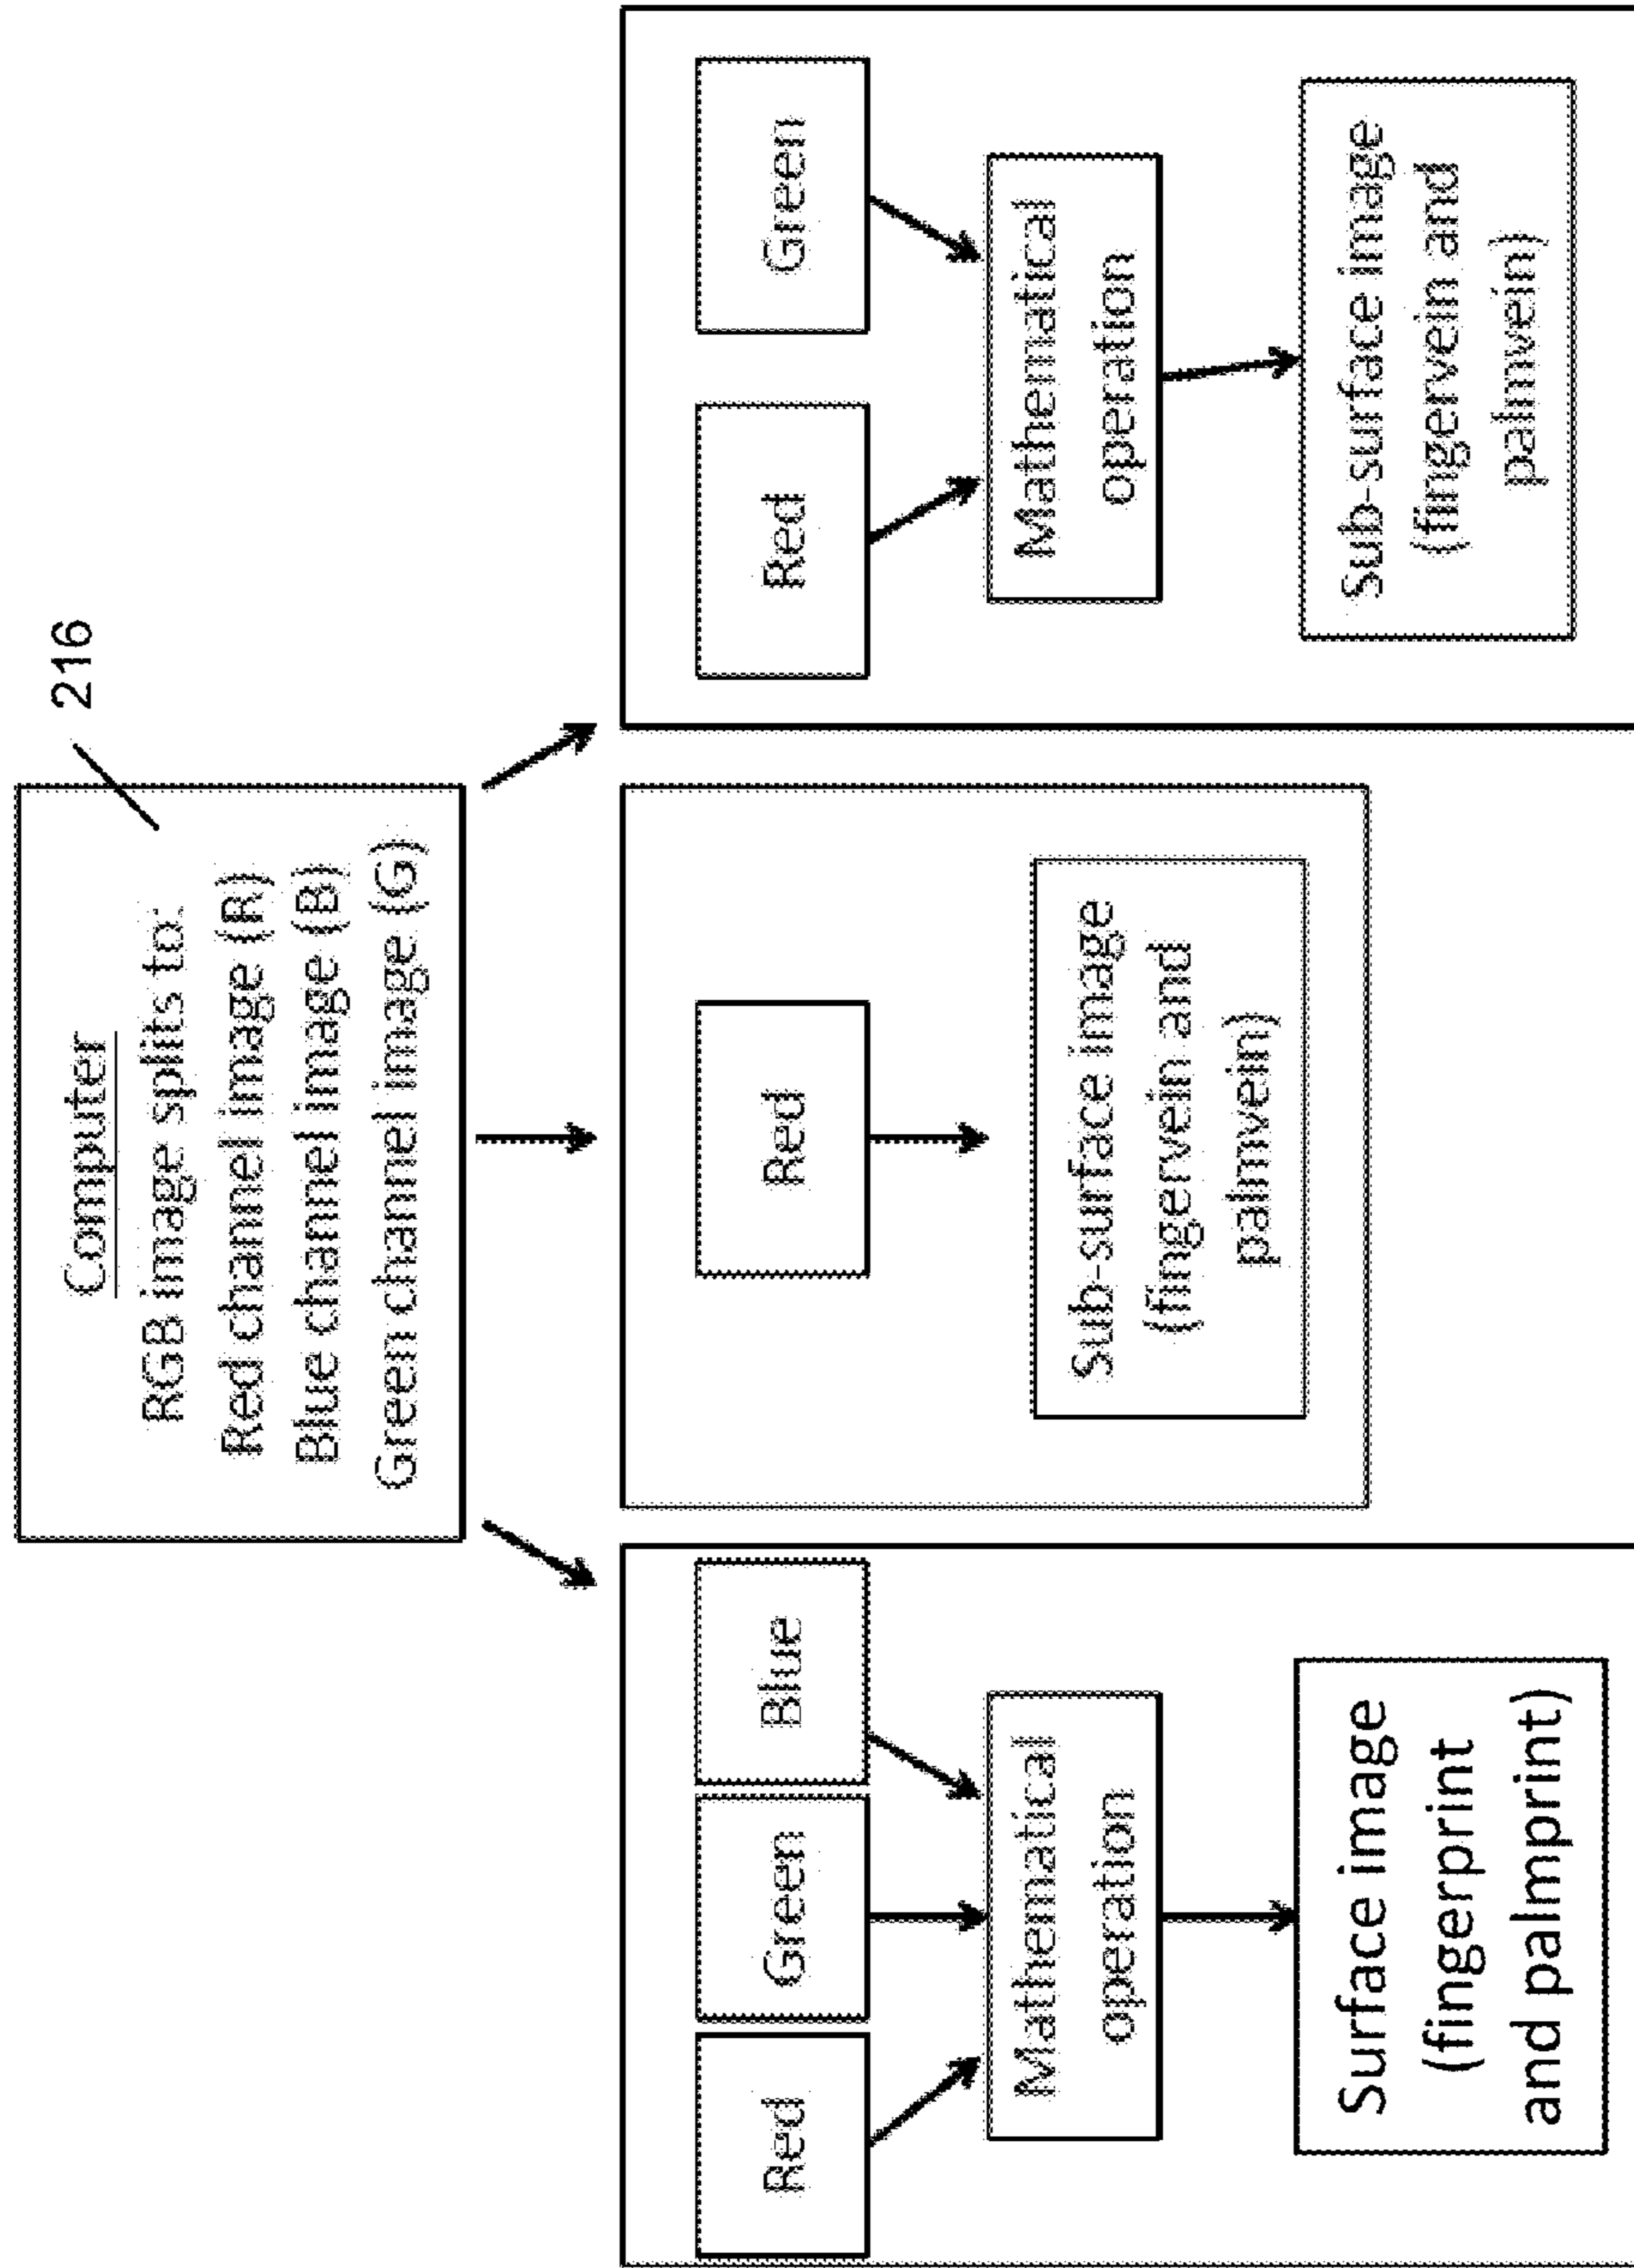 216
Computer
RGB image splits to:
Red channel image (R)
Blue channel image (B)
Green channel image (G)
Red
Green
Blue
Mathematical
operation
Surface image
(fingerprint
and palmprint)
Red
Sub-surface image
(fingervein and
palmvein)
Red
Green
Mathematical
operation
Sub-surface image
(fingervein and
palmvein)